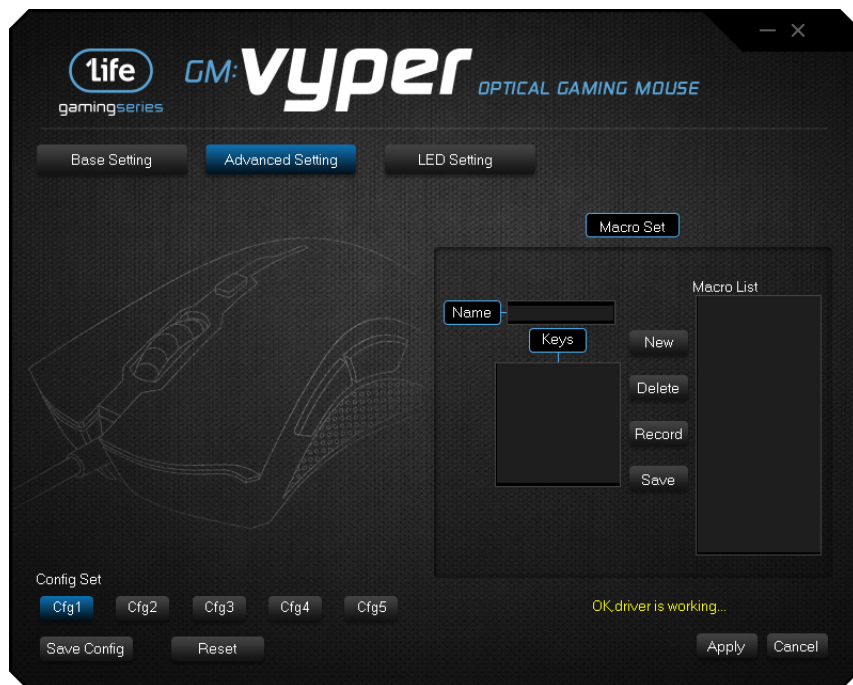 1life
gamingseries
GM:vyper OPTICAL GAMING MOUSE
Base Setting
Advanced Setting
LED Setting
Macro Set
Macro List
Name
Keys
New
Delete
Record
Save
Config Set
Cfg1
Cfg2
Cfg3
Cfg4
Cfg5
OK,driver is working...
Save Config
Reset
Apply
Cancel